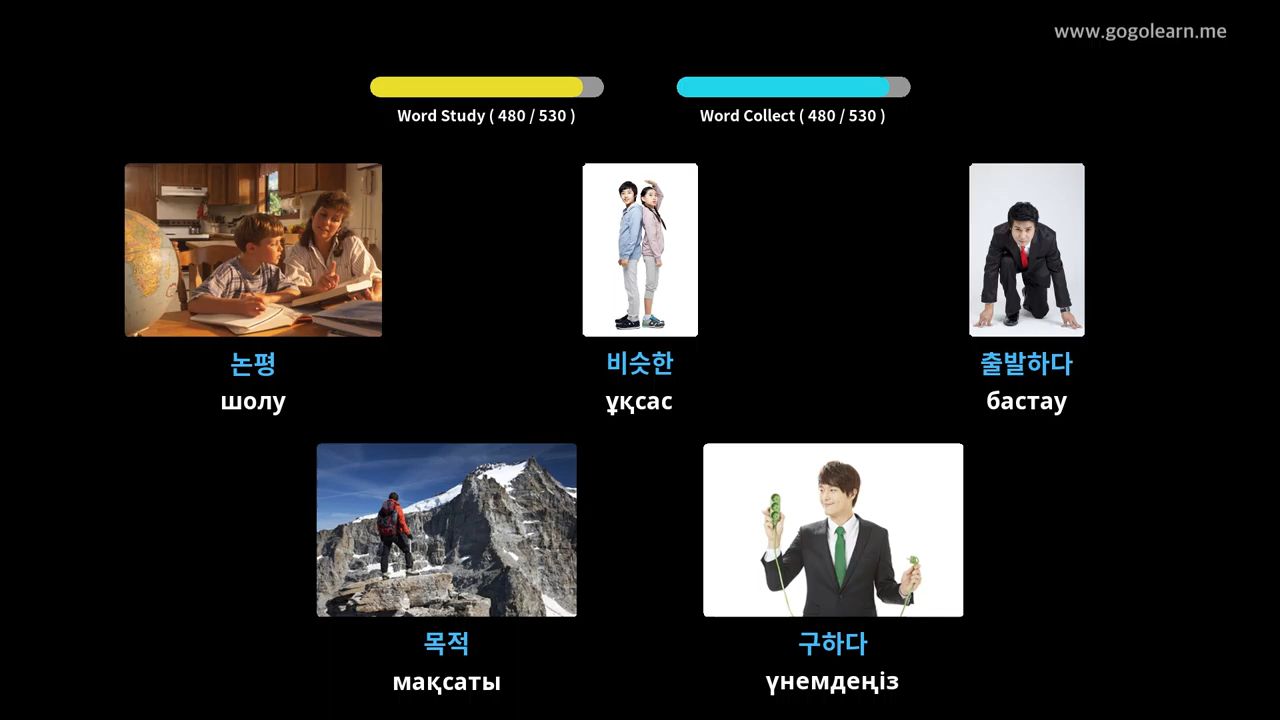 www.gogolearn.me
Word Study ( 480 / 530 )
Word Collect ( 480 / 530 )
논평
шолу
비슷한
ұқсас
출발하다
бастау
목적
мақсаты
구하다
үнемдеңіз